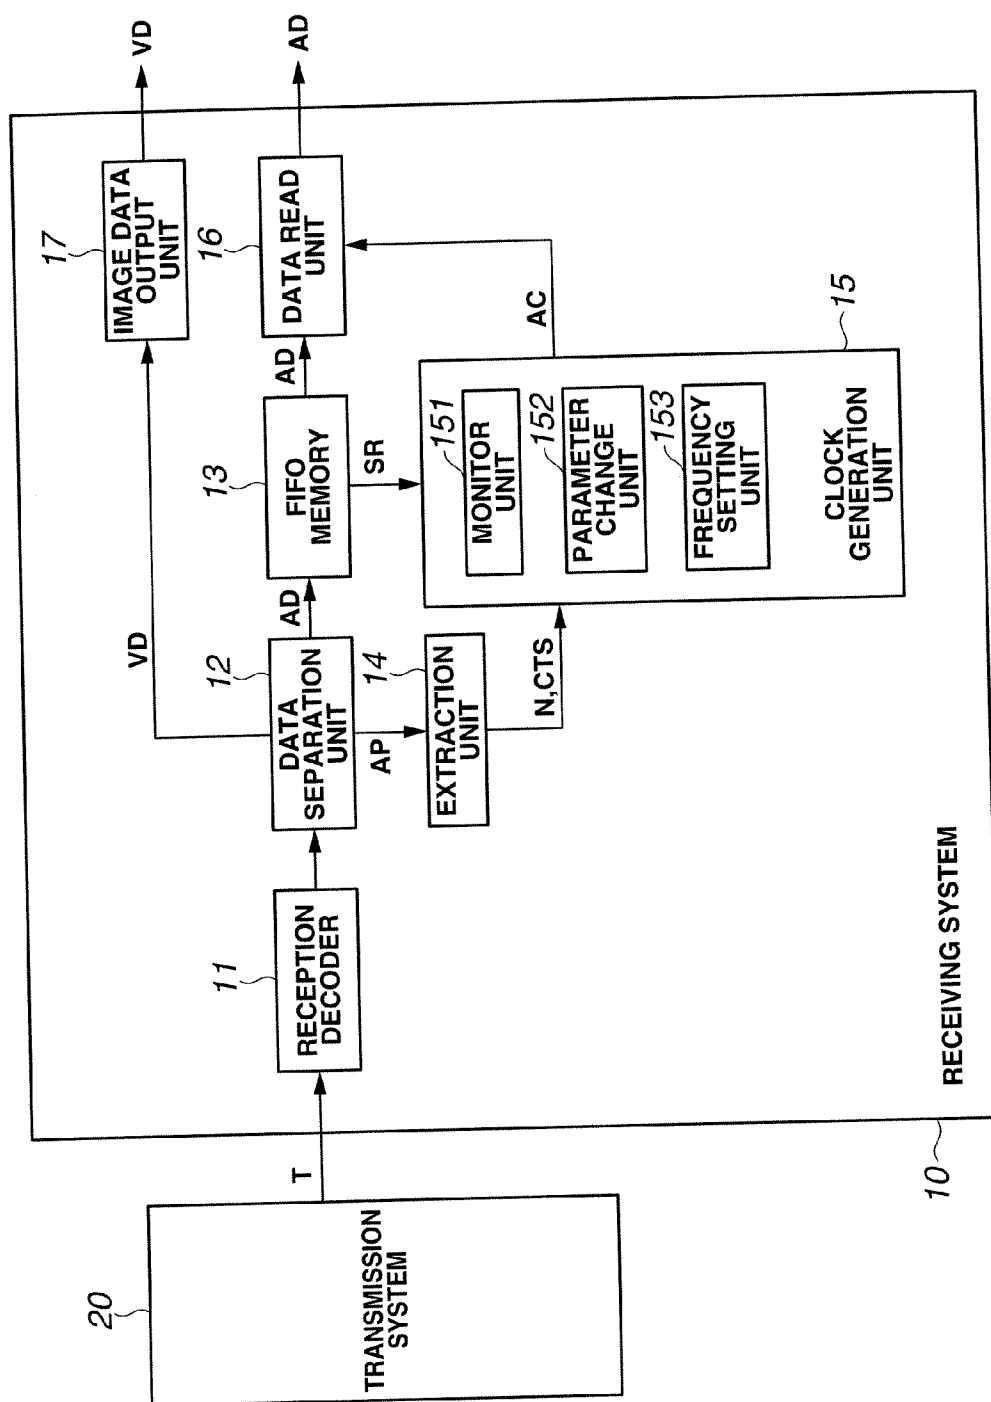 20
TRANSMISSION
SYSTEM
T
10
RECEIVING SYSTEM
11
RECEPTION
DECODER
12
DATA
SEPARATION
UNIT
VD
AD
AP
14
EXTRACTION
UNIT
N,CTS
13
FIFO
MEMORY
SR
AD
15
CLOCK
GENERATION
UNIT
151
MONITOR
UNIT
152
PARAMETER
CHANGE
UNIT
153
FREQUENCY
SETTING
UNIT
AC
16
DATA READ
UNIT
AD
17
IMAGE DATA
OUTPUT
UNIT
VD